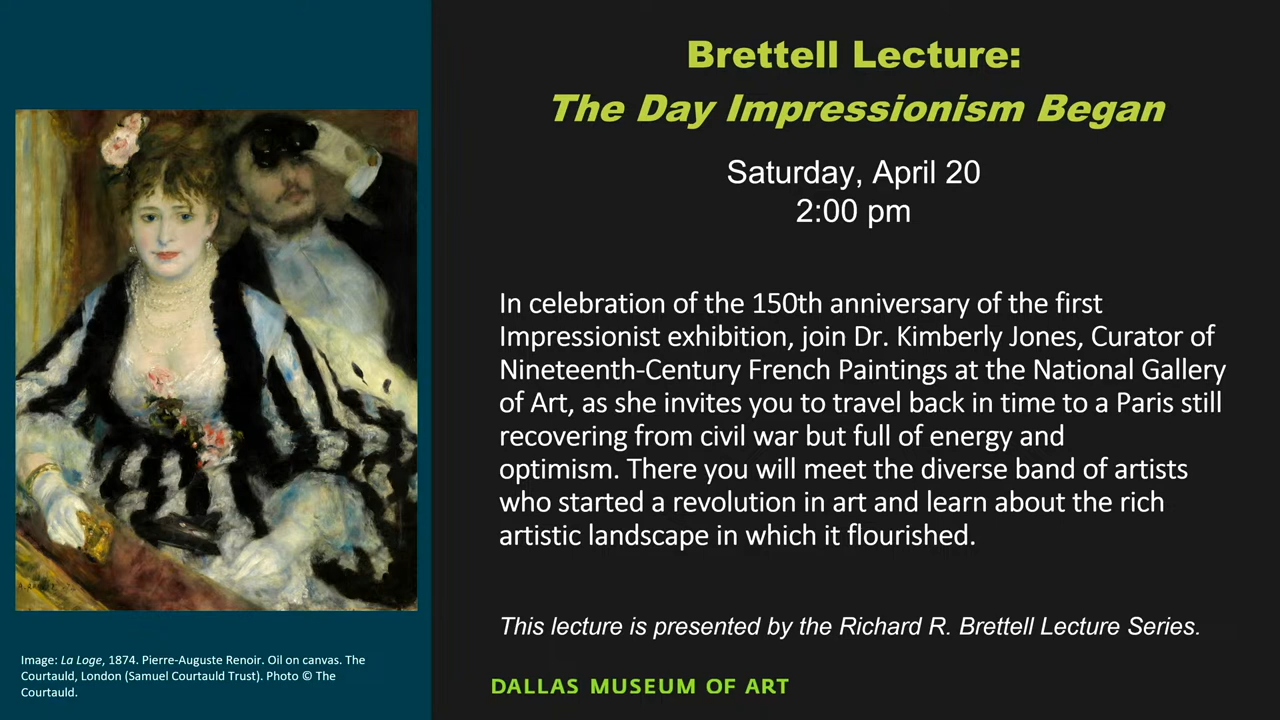 Brettell Lecture:
The Day Impressionism Began
Saturday, April 20
2:00 pm
In celebration of the 150th anniversary of the first
Impressionist exhibition, join Dr. Kimberly Jones, Curator of
Nineteenth-Century French Paintings at the National Gallery
of Art, as she invites you to travel back in time to a Paris still
recovering from civil war but full of energy and
optimism. There you will meet the diverse band of artists
who started a revolution in art and learn about the rich
artistic landscape in which it flourished.
This lecture is presented by the Richard R. Brettell Lecture Series.
Image: La Loge, 1874. Pierre-Auguste Renoir. Oil on canvas. The
Courtauld, London (Samuel Courtauld Trust). Photo © The
Courtauld.
DALLAS MUSEUM OF ART